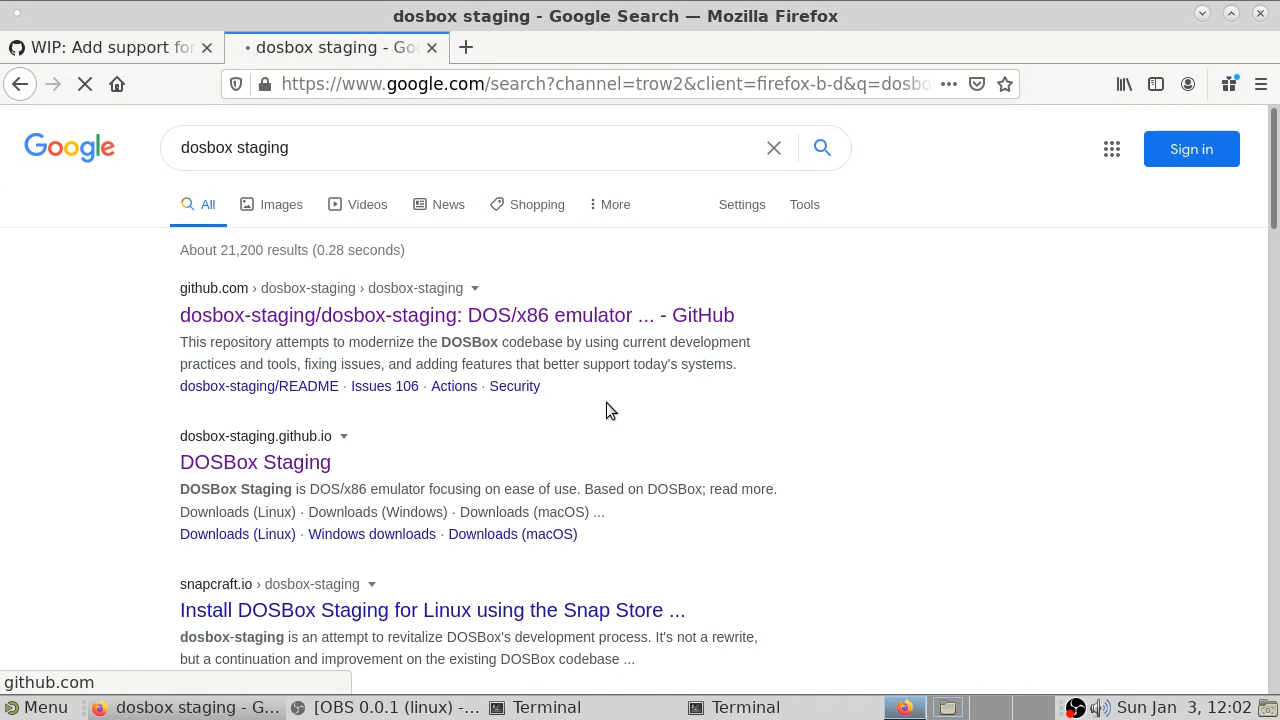 dosbox staging - Google Search — Mozilla Firefox
WIP: Add support for
dosbox staging - Goo
https://www.google.com/search?channel=trow2&client=firefox-b-d&q=dosbo
Google
dosbox staging
Sign in
All
Images
Videos
News
Shopping
More
Settings
Tools
About 21,200 results (0.28 seconds)
github.com › dosbox-staging › dosbox-staging
dosbox-staging/dosbox-staging: DOS/x86 emulator ... - GitHub
This repository attempts to modernize the DOSBox codebase by using current development
practices and tools, fixing issues, and adding features that better support today's systems.
dosbox-staging/README · Issues 106 · Actions · Security
dosbox-staging.github.io
DOSBox Staging
DOSBox Staging is DOS/x86 emulator focusing on ease of use. Based on DOSBox; read more.
Downloads (Linux) · Downloads (Windows) · Downloads (macOS) ...
Downloads (Linux) · Windows downloads · Downloads (macOS)
snapcraft.io › dosbox-staging
Install DOSBox Staging for Linux using the Snap Store ...
dosbox-staging is an attempt to revitalize DOSBox's development process. It's not a rewrite,
but a continuation and improvement on the existing DOSBox codebase ...
github.com
Menu
dosbox staging - G...
[OBS 0.0.1 (linux) -...
Terminal
Terminal
Sun Jan 3, 12:02